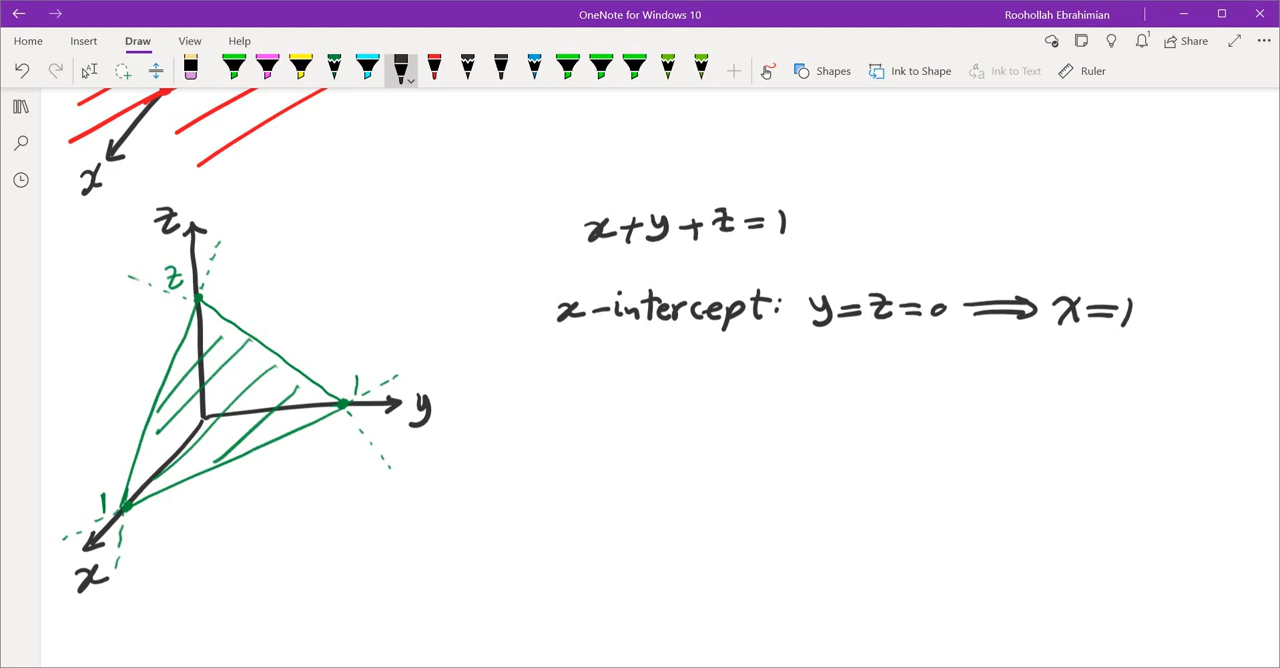 OneNote for Windows 10
Roohollah Ebrahimian
Home Insert Draw View Help
Share
Shapes Ink to Shape Ink to Text Ruler
x
z
z
1
y
1
x
x+y+z=1
x-intercept: y=z=0 ⟹ x=1